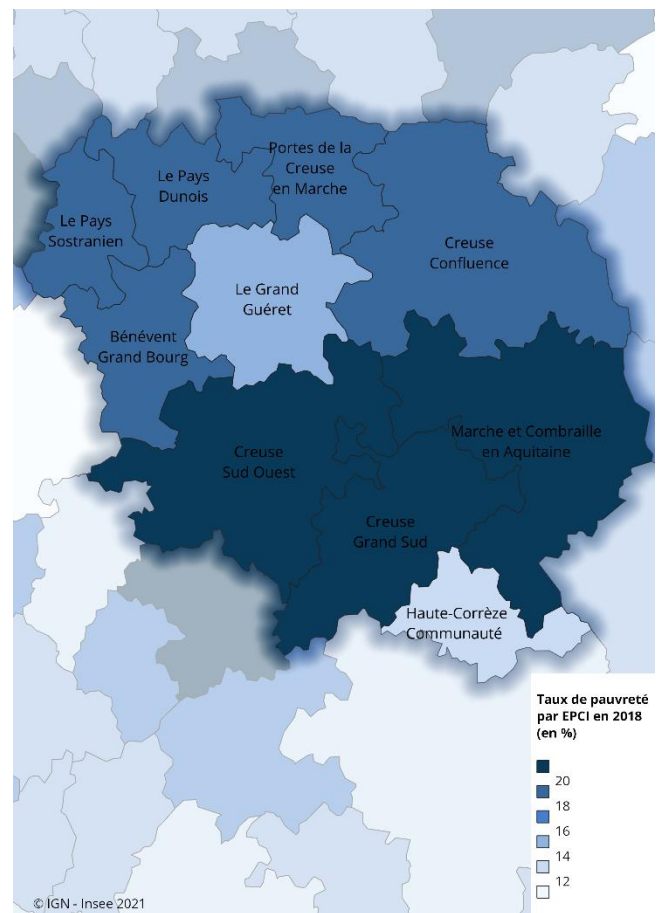 Portes de la
Creuse
en Marche
Le Pays
Dunois
Le Pays
Sostranien
Creuse
Confluence
Le Grand
Guéret
Bénévent
Grand Bourg
Marche et Combraille
en Aquitaine
Creuse
Sud Ouest
Creuse
Grand Sud
Haute-Corrèze
Communauté
Taux de pauvreté
par EPCI en 2018
(en %)
20
18
16
14
12
© IGN - Insee 2021